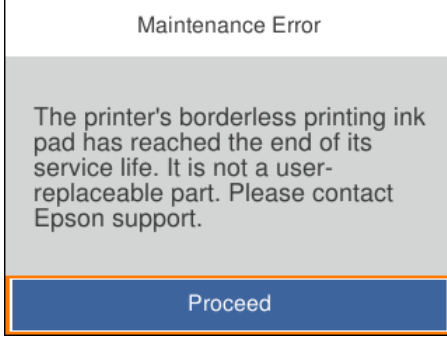 Maintenance Error
The printer's borderless printing ink
pad has reached the end of its
service life. It is not a user-
replaceable part. Please contact
Epson support.
Proceed